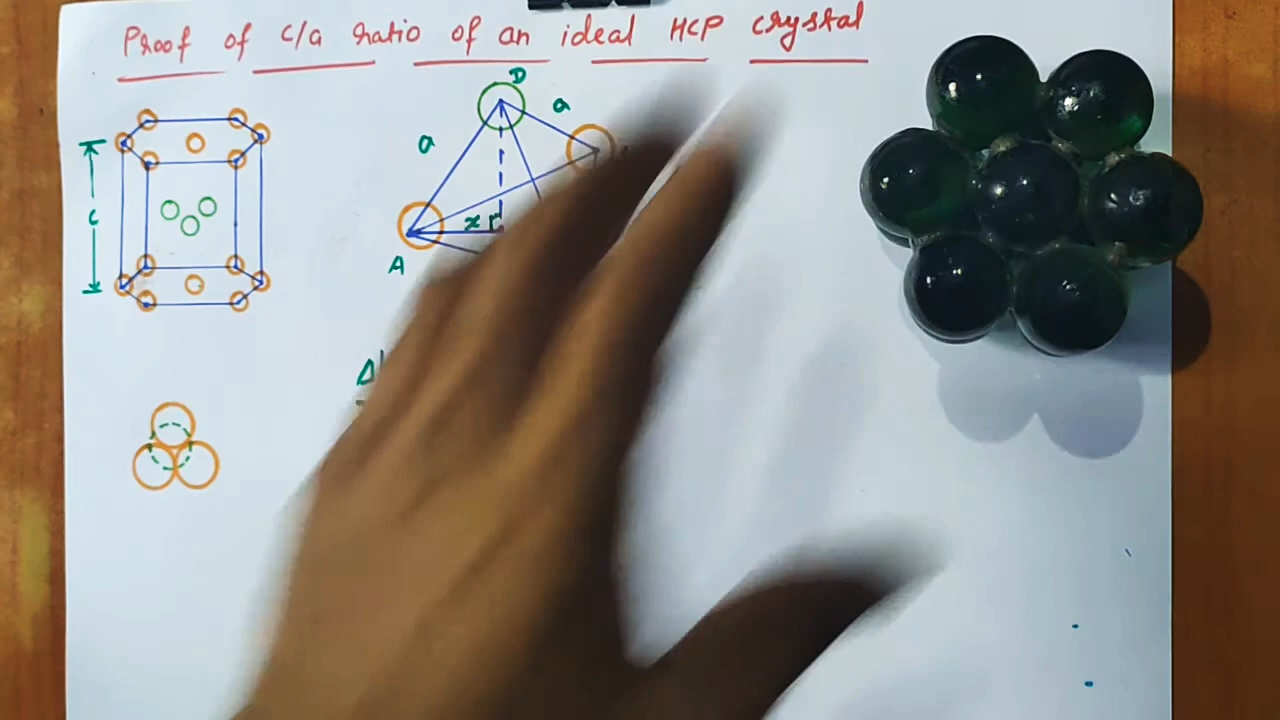 Proof of c/a ratio of an ideal HCP crystal
D
a
a
c
x
A
Δ